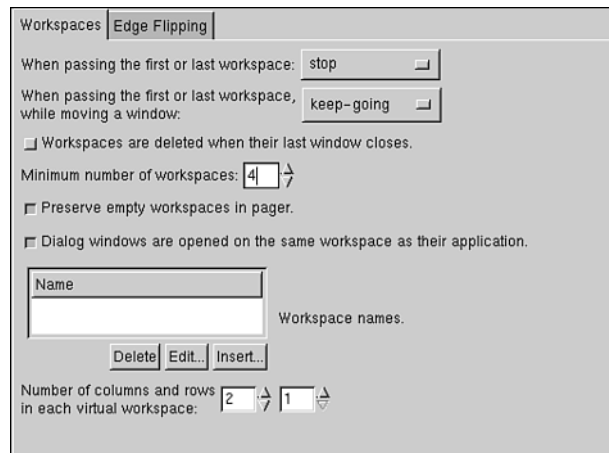 Workspaces Edge Flipping
When passing the first or last workspace: stop
When passing the first or last workspace,
while moving a window: keep-going
Workspaces are deleted when their last window closes.
Minimum number of workspaces: 4
Preserve empty workspaces in pager.
Dialog windows are opened on the same workspace as their application.
Name
Workspace names.
Delete Edit... Insert...
Number of columns and rows
in each virtual workspace: 2 1